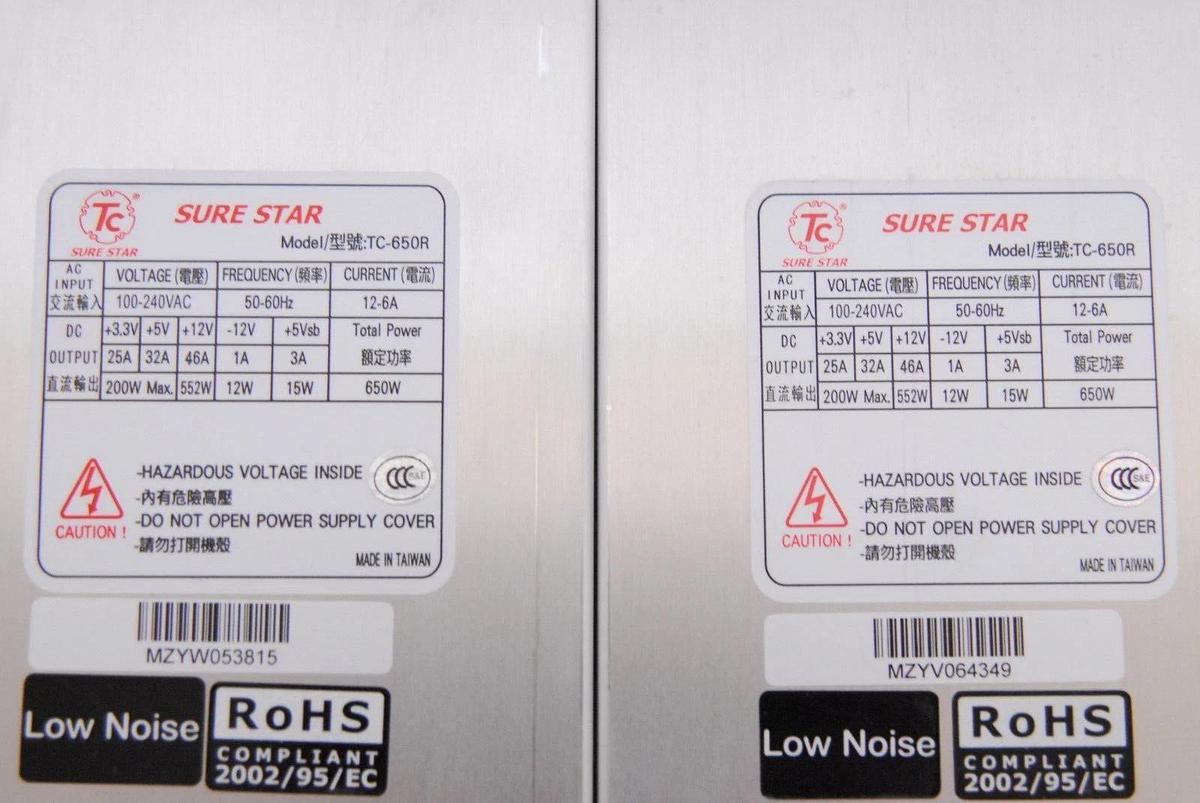 Tc ®
SURE STAR
SURE STAR
Model/型號:TC-650R
AC INPUT 交流輸入 VOLTAGE (電壓) FREQUENCY (頻率) CURRENT (電流)
100-240VAC 50-60Hz 12-6A
DC OUTPUT 直流輸出 +3.3V +5V +12V -12V +5Vsb Total Power
25A 32A 46A 1A 3A 額定功率
200W Max. 552W 12W 15W 650W
CAUTION !
-HAZARDOUS VOLTAGE INSIDE
CCC S&E
-內有危險高壓
-DO NOT OPEN POWER SUPPLY COVER
-請勿打開機殼
MADE IN TAIWAN
MZYW053815
Low Noise
RoHS
COMPLIANT
2002/95/EC
Tc ®
SURE STAR
SURE STAR
Model/型號:TC-650R
AC INPUT 交流輸入 VOLTAGE (電壓) FREQUENCY (頻率) CURRENT (電流)
100-240VAC 50-60Hz 12-6A
DC OUTPUT 直流輸出 +3.3V +5V +12V -12V +5Vsb Total Power
25A 32A 46A 1A 3A 額定功率
200W Max. 552W 12W 15W 650W
CAUTION !
-HAZARDOUS VOLTAGE INSIDE
CCC S&E
-內有危險高壓
-DO NOT OPEN POWER SUPPLY COVER
-請勿打開機殼
MADE IN TAIWAN
MZYV064349
Low Noise
RoHS
COMPLIANT
2002/95/EC